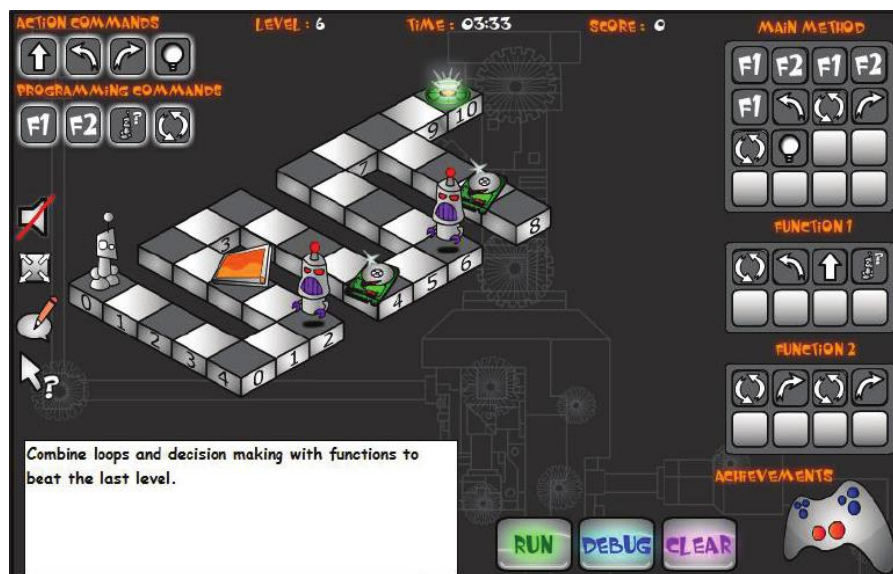 ACTION COMMANDS
LEVEL : 6
TIME : 03:33
SCORE : 0
MAIN METHOD
PROGRAMMING COMMANDS
F1 F2 ?
F1 F2 F1 F2
F1
FUNCTION 1
?
FUNCTION 2
10
9
7
8
3
6
5
4
0
1
2
3
4
0
1
2
?
Combine loops and decision making with functions to
beat the last level.
ACHIEVEMENTS
RUN DEBUG CLEAR